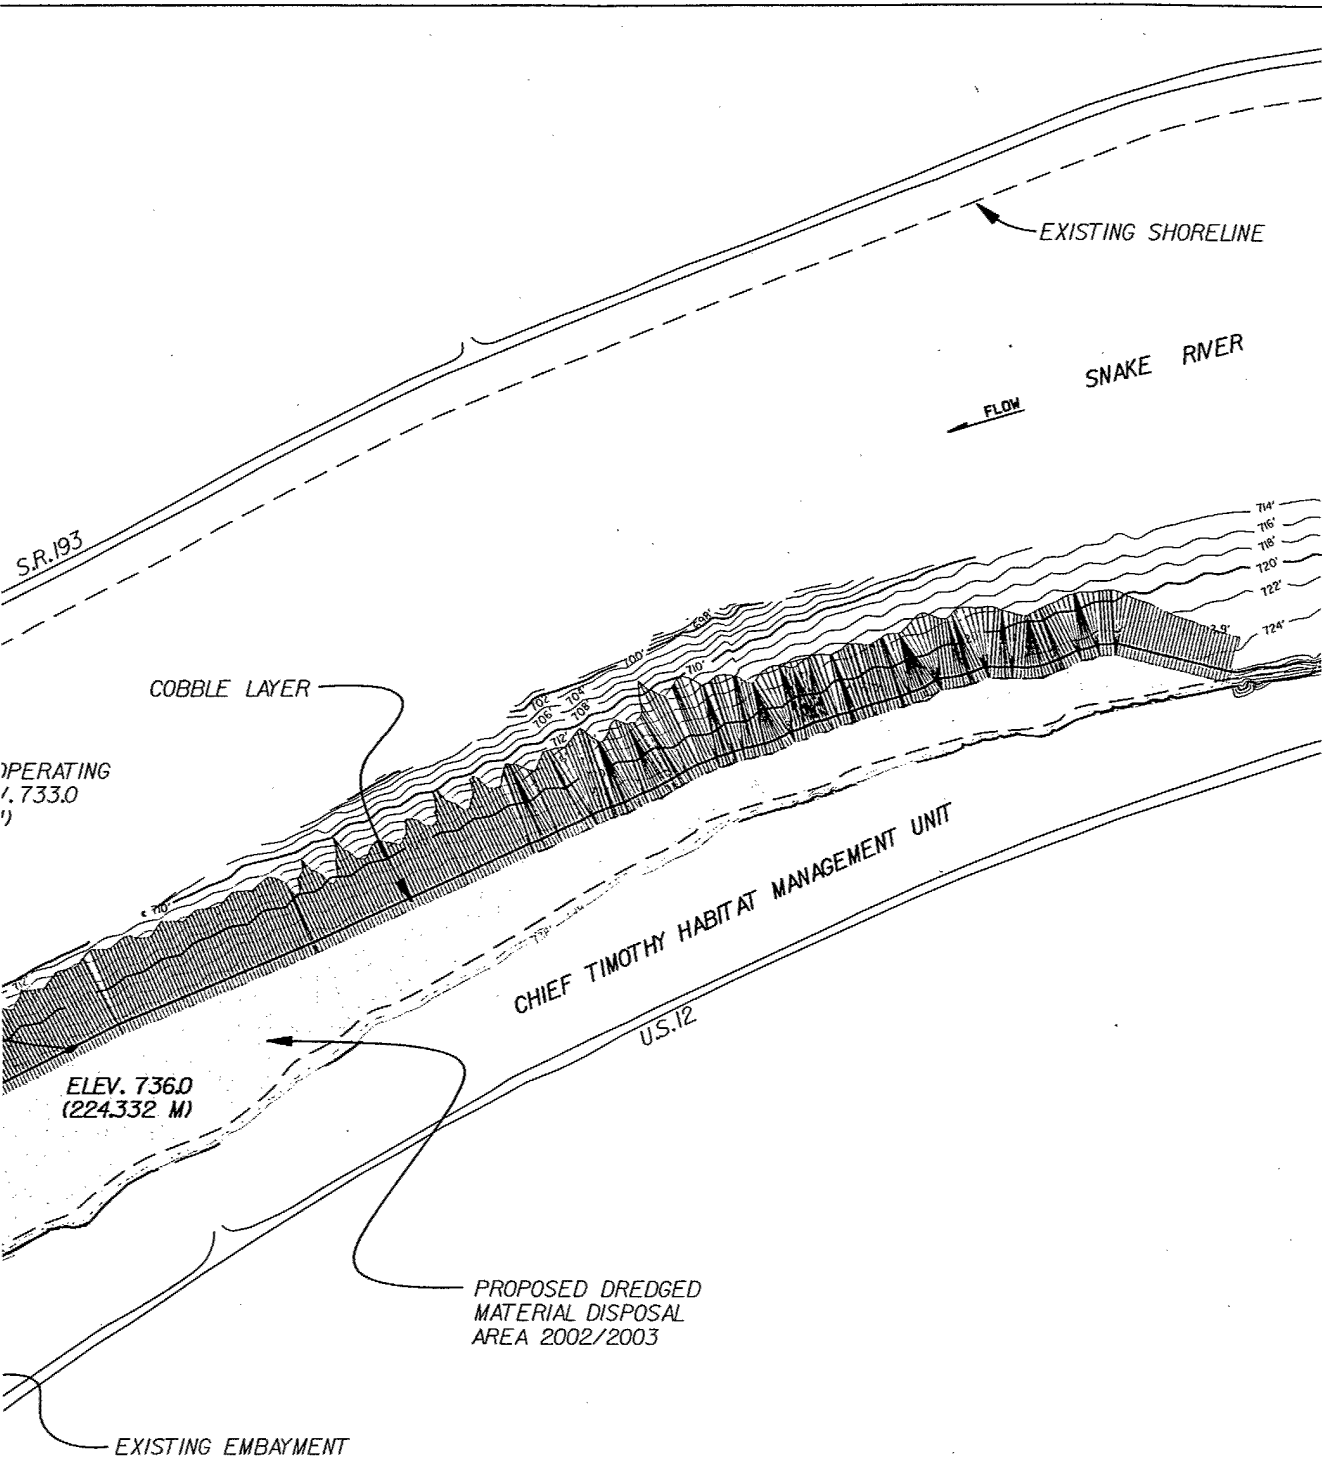 EXISTING SHORELINE
SNAKE RIVER
FLOW
714'
716'
718'
720'
722'
724'
S.R.193
698'
700'
710'
702'
704'
706'
708'
712'
COBBLE LAYER
OPERATING
733.0
710'
CHIEF TIMOTHY HABITAT MANAGEMENT UNIT
U.S.12
ELEV. 736.0
(224.332 M)
PROPOSED DREDGED
MATERIAL DISPOSAL
AREA 2002/2003
EXISTING EMBAYMENT